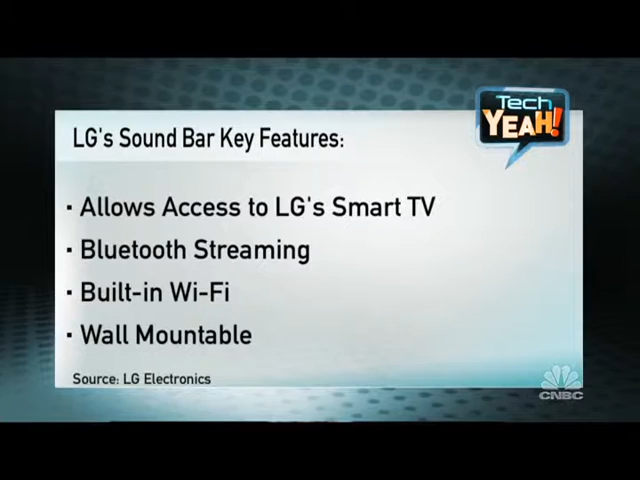 Tech
YEAH!
LG's Sound Bar Key Features:
· Allows Access to LG's Smart TV
· Bluetooth Streaming
· Built-in Wi-Fi
· Wall Mountable
Source: LG Electronics
CNBC